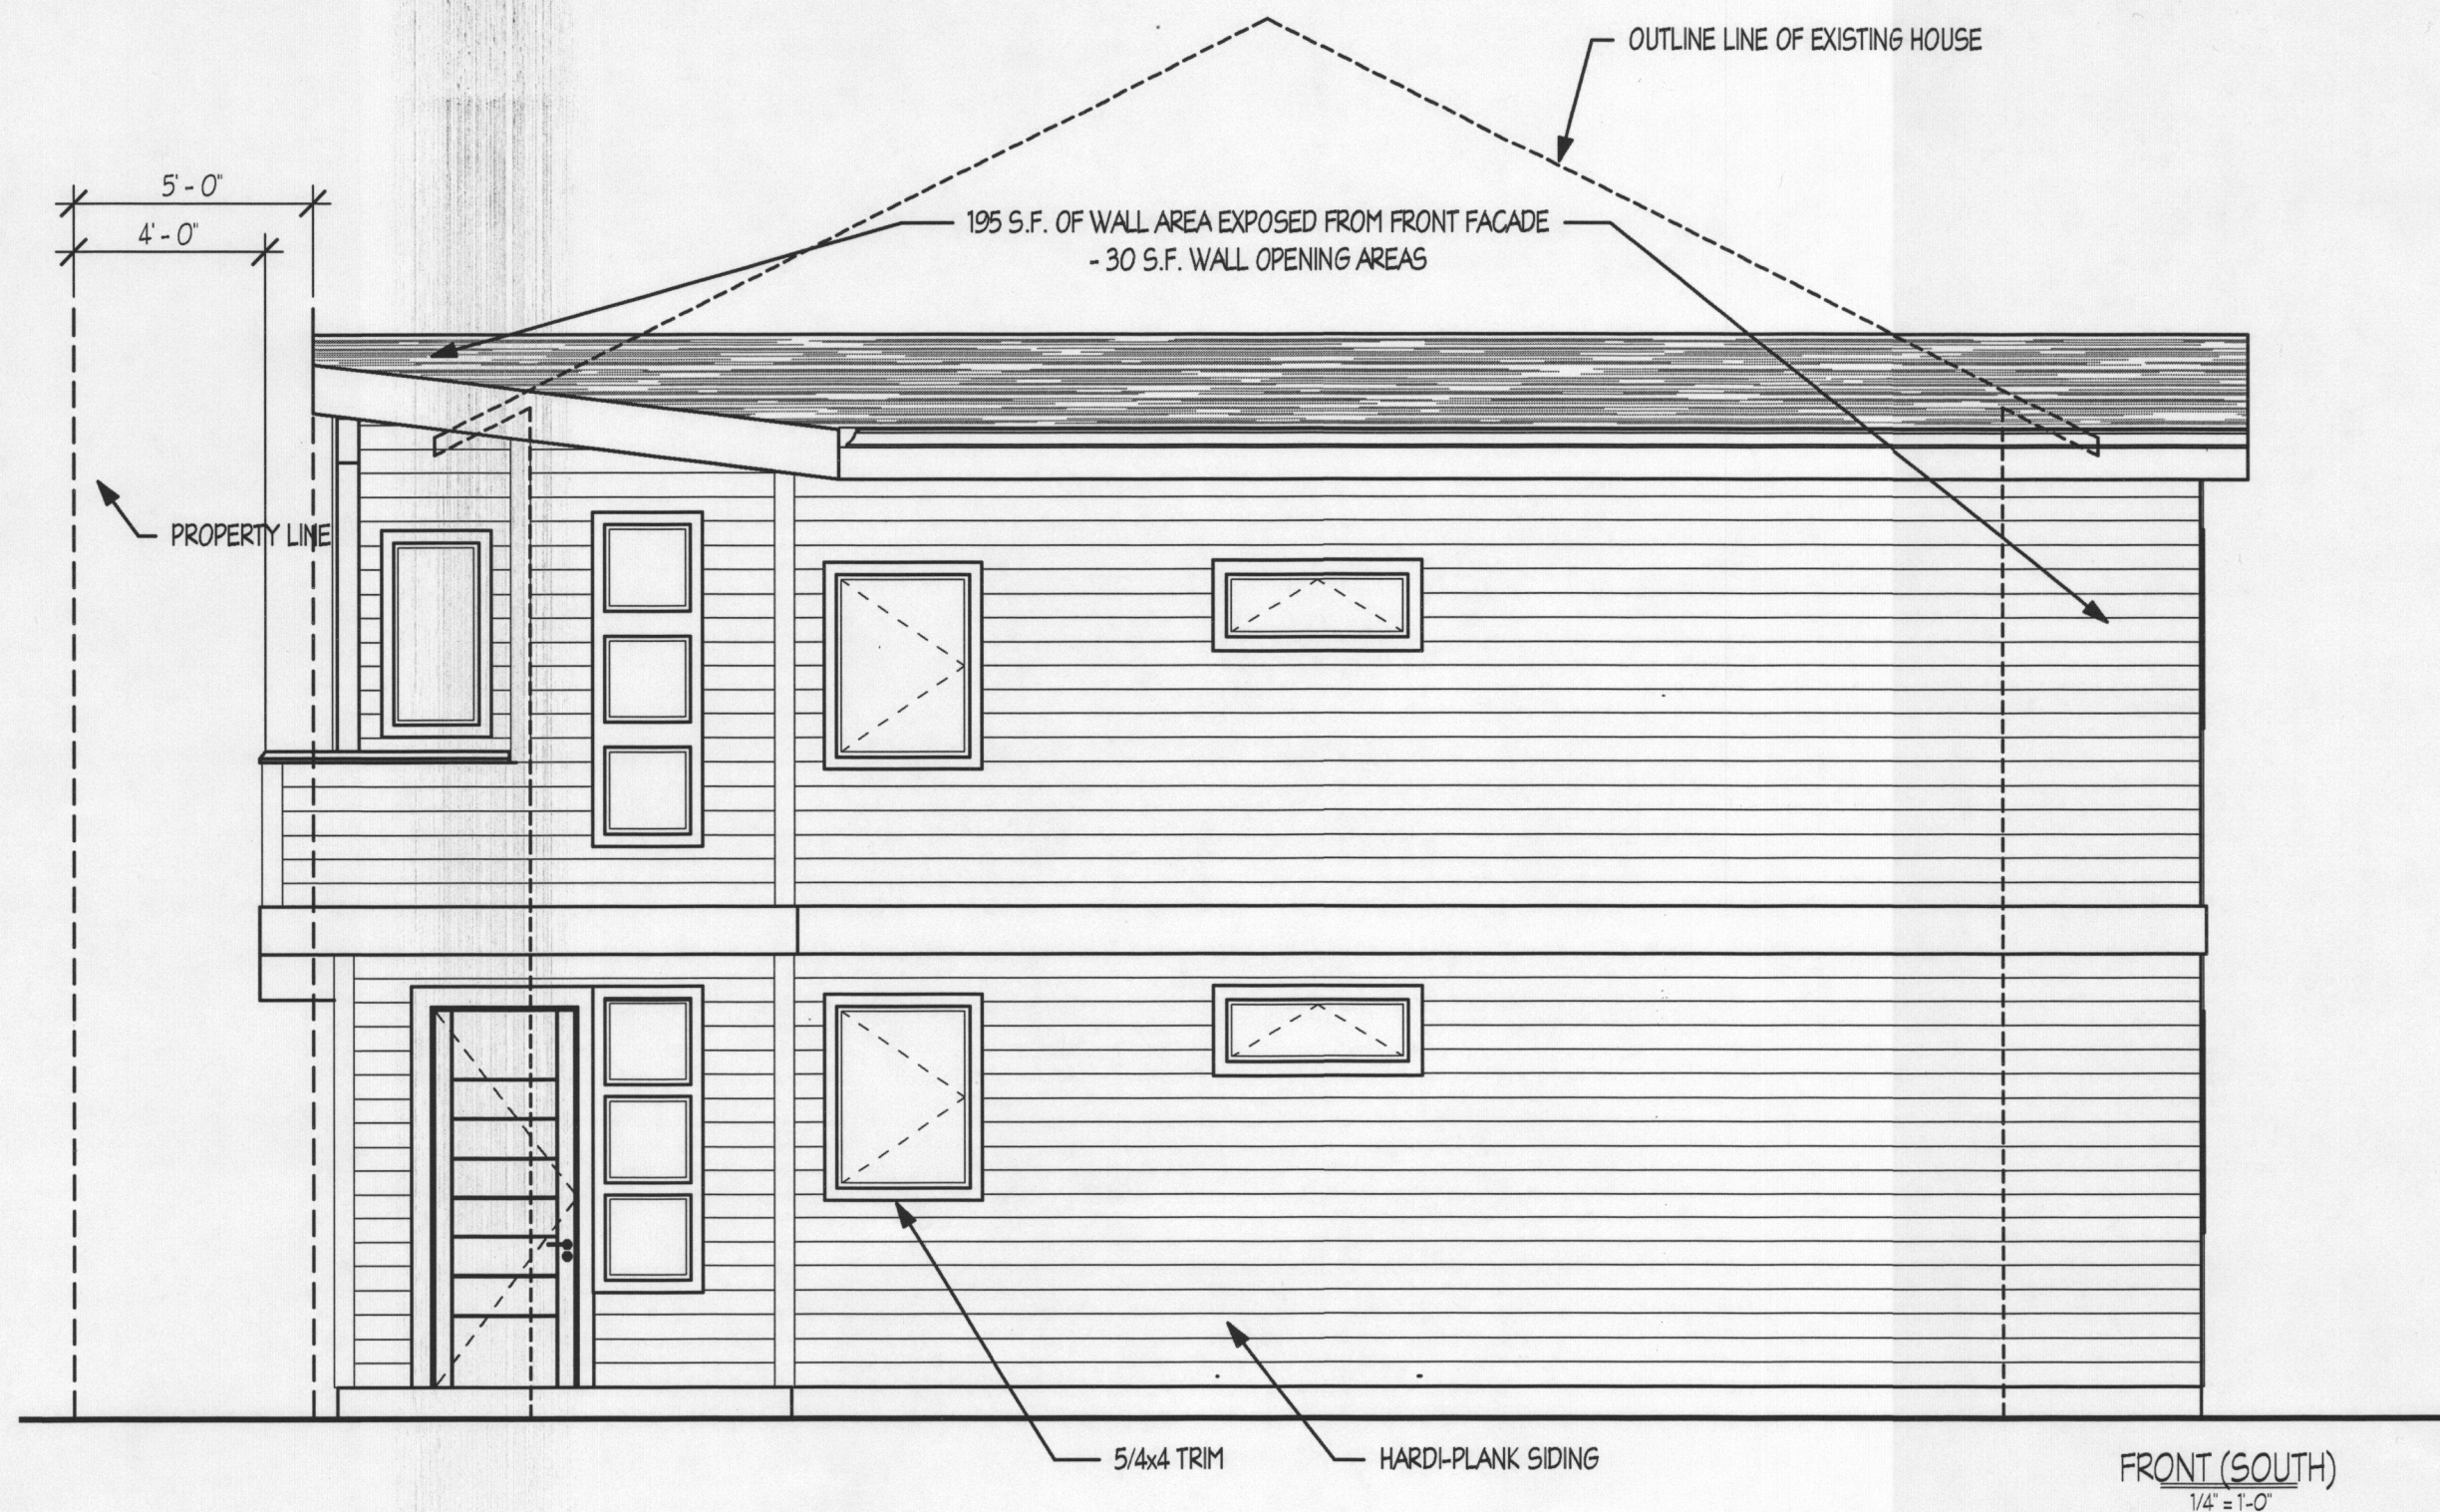 OUTLINE LINE OF EXISTING HOUSE
5'-0"
4'-0"
195 S.F. OF WALL AREA EXPOSED FROM FRONT FACADE
- 30 S.F. WALL OPENING AREAS
PROPERTY LINE
5/4x4 TRIM
HARDI-PLANK SIDING
FRONT (SOUTH)
1/4" = 1'-0"